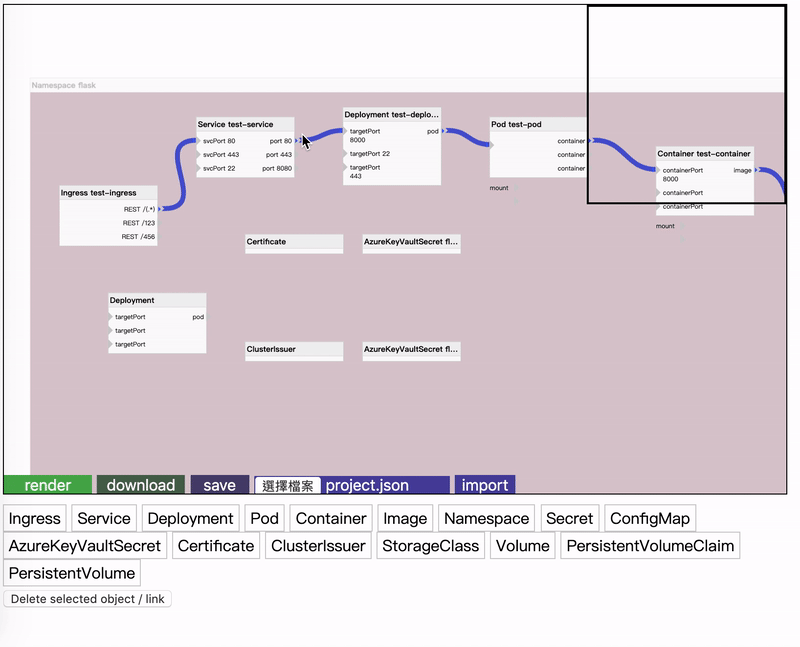 Namespace flask
Service test-service
svcPort 80 port 80
svcPort 443 port 443
svcPort 22 port 8080
Deployment test-deplo...
targetPort pod
8000
targetPort 22
targetPort
443
Pod test-pod
container
container
container
mount
Container test-container
containerPort image
8000
containerPort
containerPort
mount
Ingress test-ingress
REST /(.*)
REST /123
REST /456
Certificate
AzureKeyVaultSecret fl...
Deployment
targetPort pod
targetPort
targetPort
ClusterIssuer
AzureKeyVaultSecret fl...
render download save 選擇檔案 project.json import
Ingress Service Deployment Pod Container Image Namespace Secret ConfigMap
AzureKeyVaultSecret Certificate ClusterIssuer StorageClass Volume PersistentVolumeClaim
PersistentVolume
Delete selected object / link